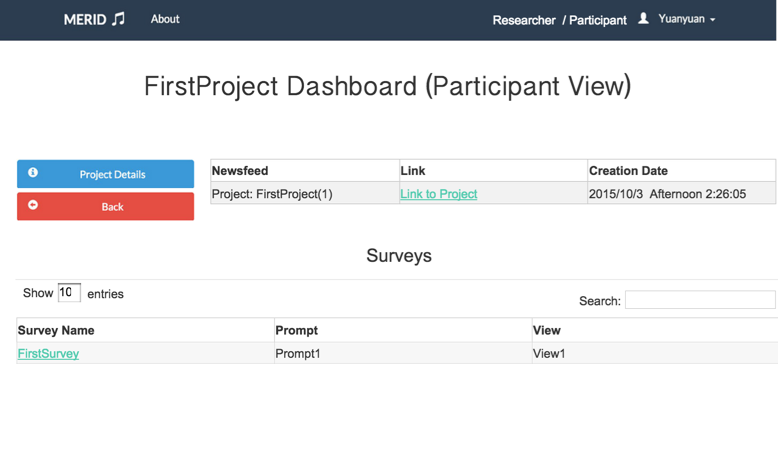 MERID About Researcher / Participant Yuanyuan
FirstProject Dashboard (Participant View)
Project Details
Back
Newsfeed Link Creation Date
Project: FirstProject(1) Link to Project 2015/10/3 Afternoon 2:26:05
Surveys
Show 10 entries
Search:
Survey Name Prompt View
FirstSurvey Prompt1 View1